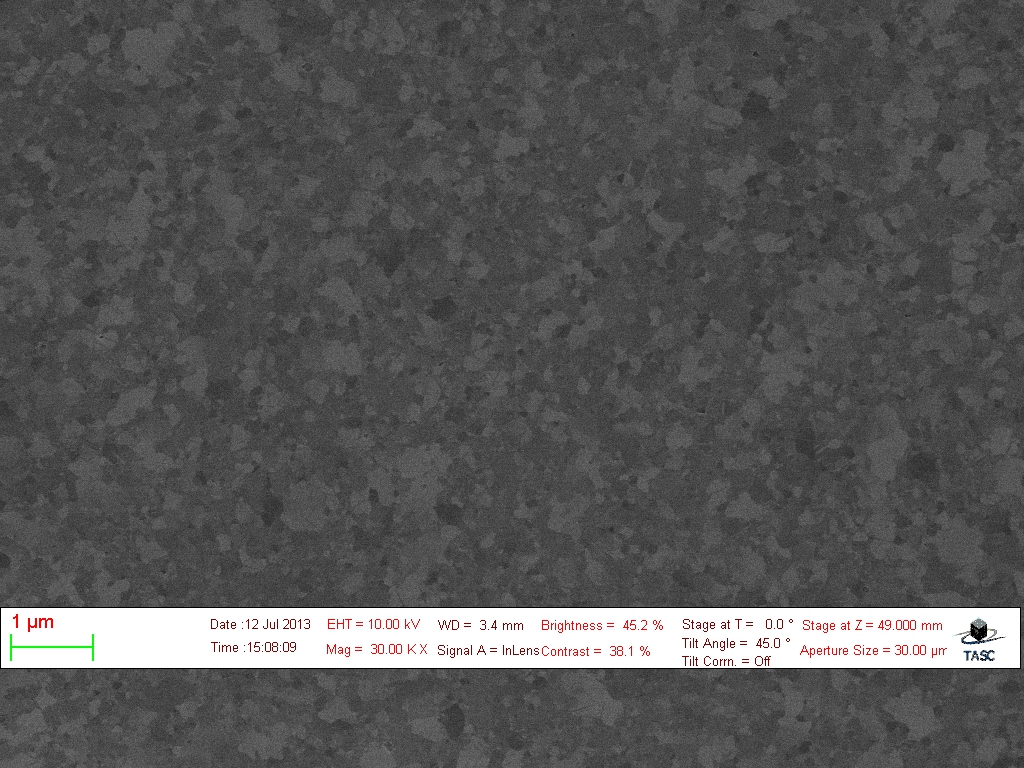 1 µm
Date :12 Jul 2013 EHT = 10.00 kV WD = 3.4 mm Brightness = 45.2 % Stage at T = 0.0 ° Stage at Z = 49.000 mm
Time :15:08:09 Mag = 30.00 K X Signal A = InLens Contrast = 38.1 % Tilt Angle = 45.0 ° Aperture Size = 30.00 µm
Tilt Corrn. = Off
TASC